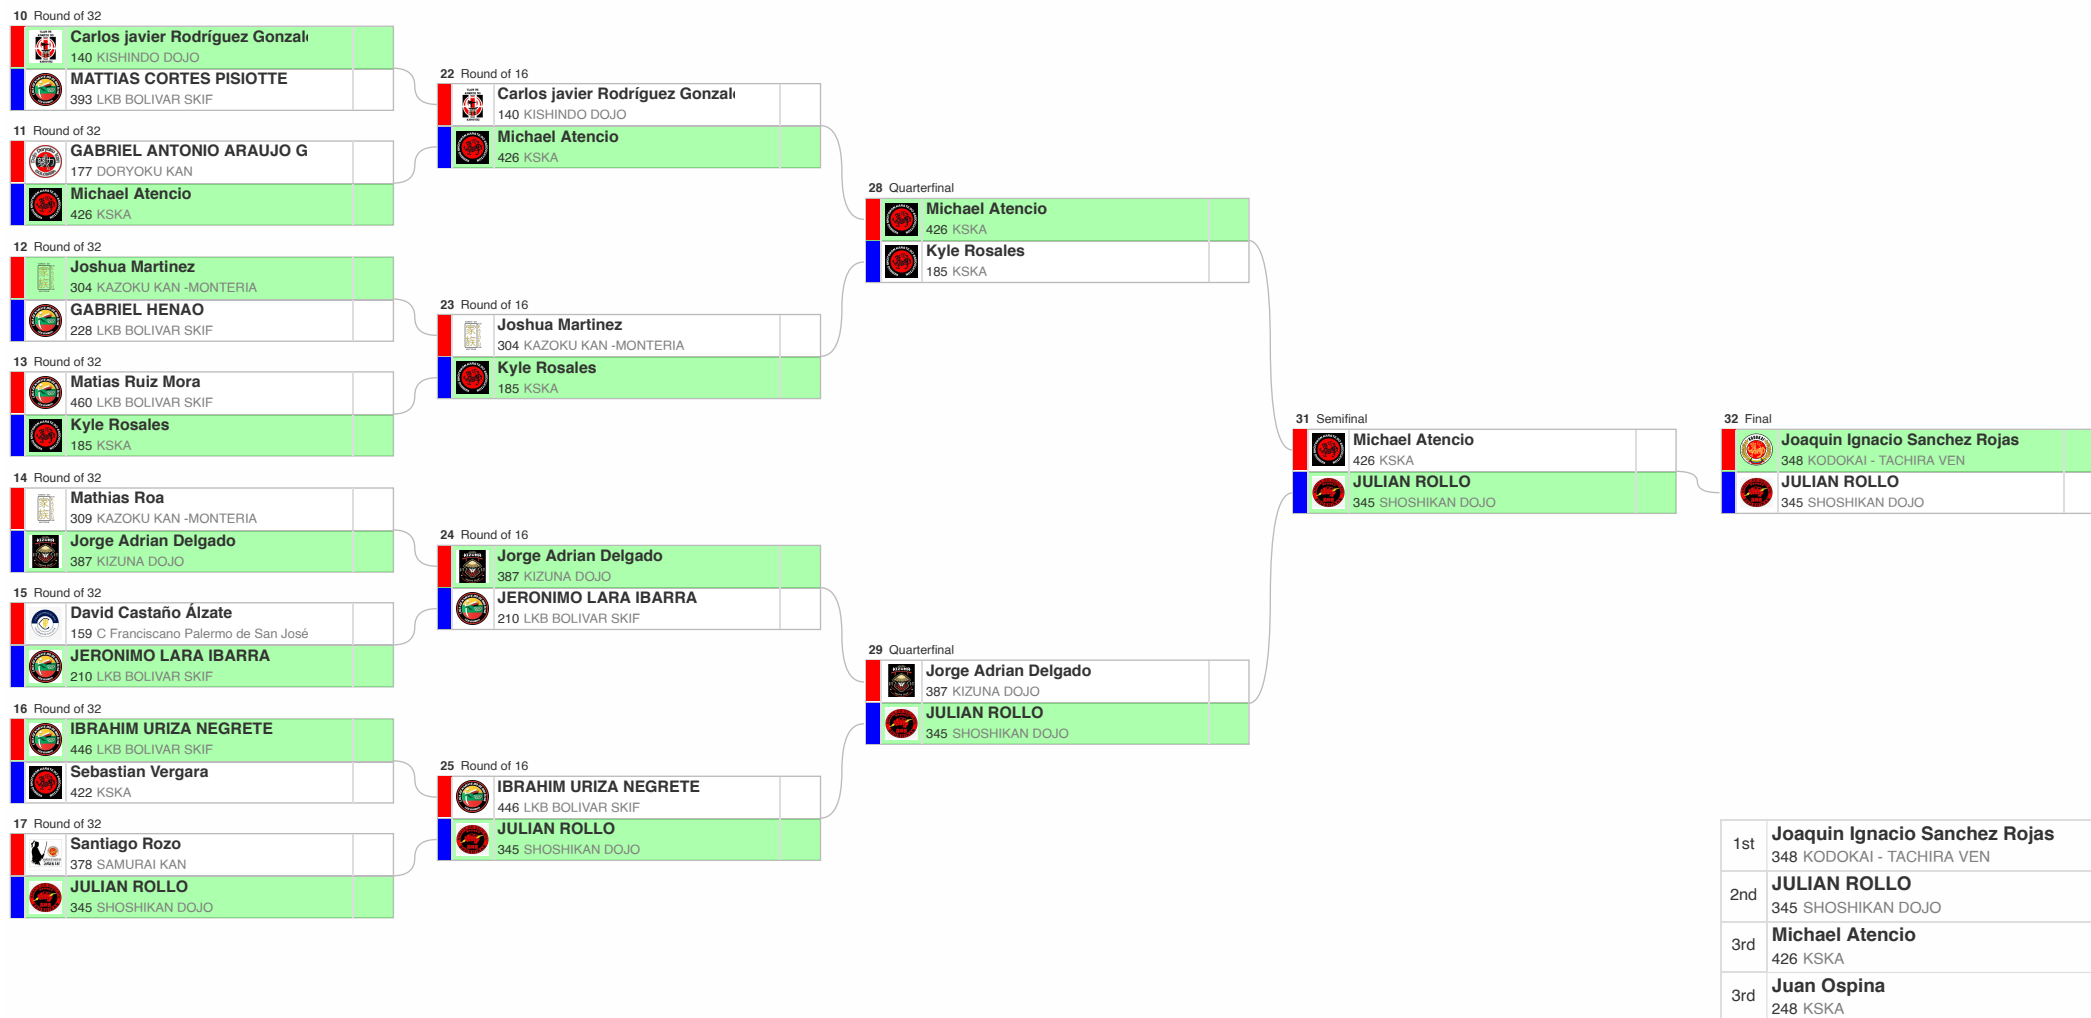 10 Round of 32
Carlos javier Rodríguez Gonzal
140 KISHINDO DOJO
MATTIAS CORTES PISIOTTE
393 LKB BOLIVAR SKIF
11 Round of 32
GABRIEL ANTONIO ARAUJO G
177 DORYOKU KAN
Michael Atencio
426 KSKA
12 Round of 32
Joshua Martinez
304 KAZOKU KAN -MONTERIA
GABRIEL HENAO
228 LKB BOLIVAR SKIF
13 Round of 32
Matias Ruiz Mora
460 LKB BOLIVAR SKIF
Kyle Rosales
185 KSKA
14 Round of 32
Mathias Roa
309 KAZOKU KAN -MONTERIA
Jorge Adrian Delgado
387 KIZUNA DOJO
15 Round of 32
David Castaño Álzate
159 C Franciscano Palermo de San José
JERONIMO LARA IBARRA
210 LKB BOLIVAR SKIF
16 Round of 32
IBRAHIM URIZA NEGRETE
446 LKB BOLIVAR SKIF
Sebastian Vergara
422 KSKA
17 Round of 32
Santiago Rozo
378 SAMURAI KAN
JULIAN ROLLO
345 SHOSHIKAN DOJO
22 Round of 16
Carlos javier Rodríguez Gonzal
140 KISHINDO DOJO
Michael Atencio
426 KSKA
23 Round of 16
Joshua Martinez
304 KAZOKU KAN -MONTERIA
Kyle Rosales
185 KSKA
24 Round of 16
Jorge Adrian Delgado
387 KIZUNA DOJO
JERONIMO LARA IBARRA
210 LKB BOLIVAR SKIF
25 Round of 16
IBRAHIM URIZA NEGRETE
446 LKB BOLIVAR SKIF
JULIAN ROLLO
345 SHOSHIKAN DOJO
28 Quarterfinal
Michael Atencio
426 KSKA
Kyle Rosales
185 KSKA
29 Quarterfinal
Jorge Adrian Delgado
387 KIZUNA DOJO
JULIAN ROLLO
345 SHOSHIKAN DOJO
31 Semifinal
Michael Atencio
426 KSKA
JULIAN ROLLO
345 SHOSHIKAN DOJO
32 Final
Joaquin Ignacio Sanchez Rojas
348 KODOKAI - TACHIRA VEN
JULIAN ROLLO
345 SHOSHIKAN DOJO
1st
Joaquin Ignacio Sanchez Rojas
348 KODOKAI - TACHIRA VEN
2nd
JULIAN ROLLO
345 SHOSHIKAN DOJO
3rd
Michael Atencio
426 KSKA
3rd
Juan Ospina
248 KSKA